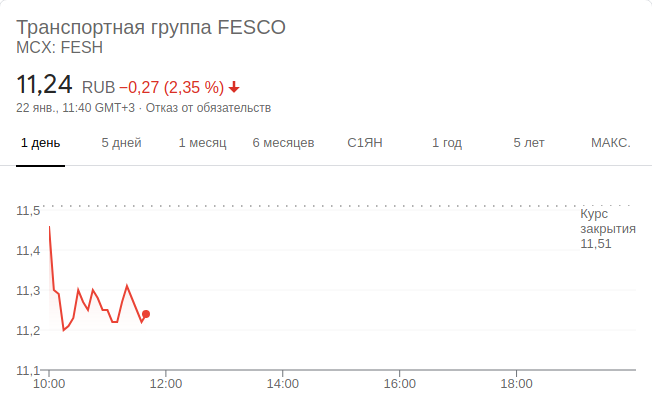 Транспортная группа FESCO
MCX: FESH
11,24 RUB −0,27 (2,35 %)
22 янв., 11:40 GMT+3 · Отказ от обязательств
1 день 5 дней 1 месяц 6 месяцев С1ЯН 1 год 5 лет МАКС.
11,5
Курс
закрытия
11,51
11,4
11,3
11,2
11,1
10:00 12:00 14:00 16:00 18:00